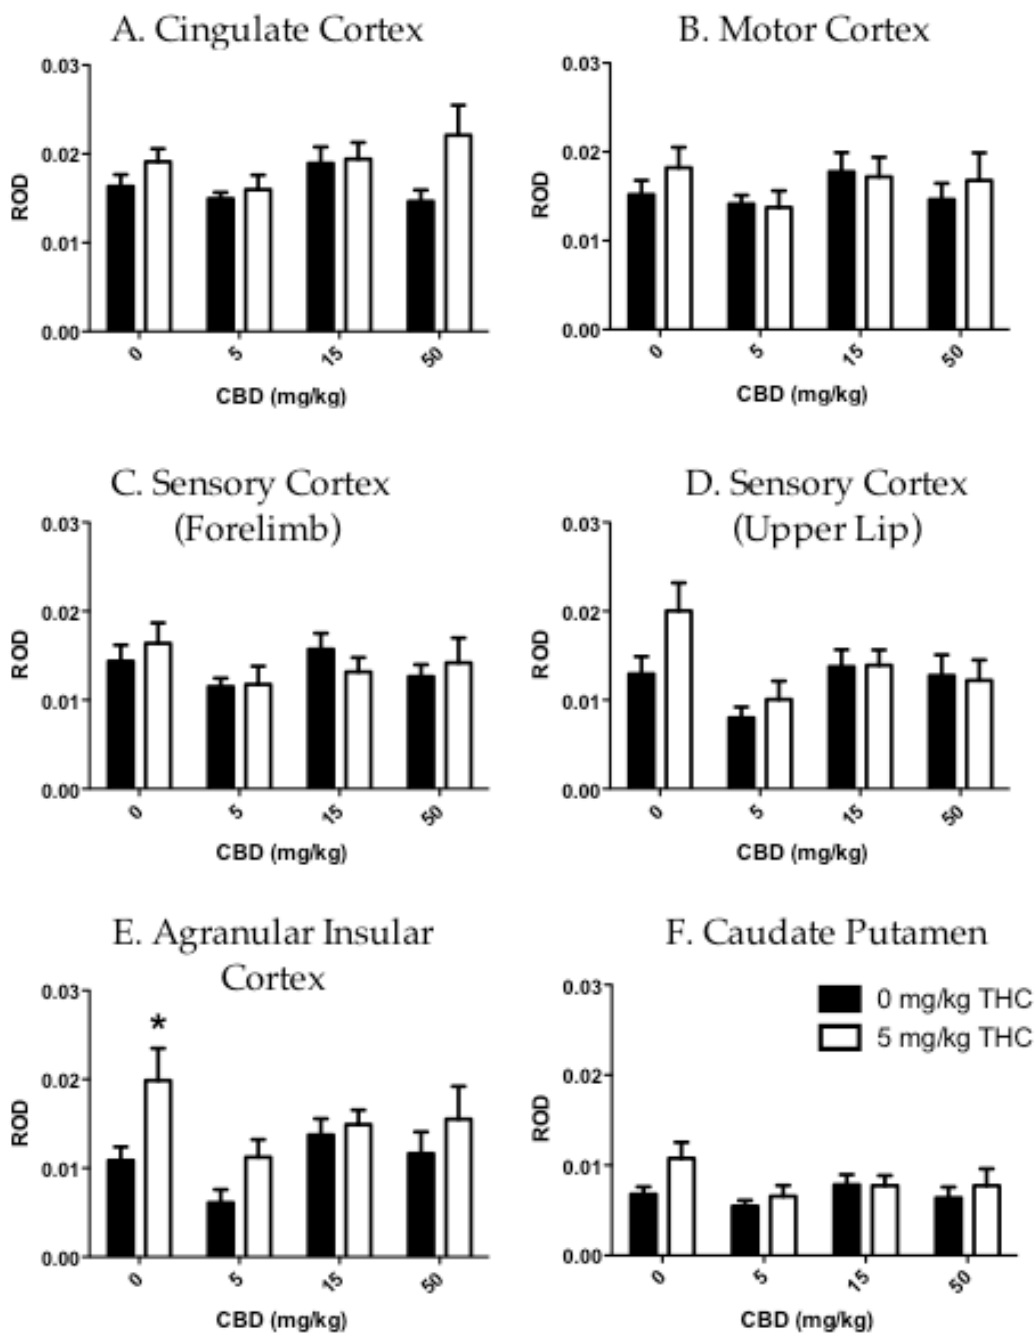 A. Cingulate Cortex
0.03
0.02
0.01
0.00
ROD
0
5
15
50
CBD (mg/kg)
B. Motor Cortex
0.03
0.02
0.01
0.00
ROD
0
5
15
50
CBD (mg/kg)
C. Sensory Cortex
(Forelimb)
0.03
0.02
0.01
0.00
ROD
0
5
15
50
CBD (mg/kg)
D. Sensory Cortex
(Upper Lip)
0.03
0.02
0.01
0.00
ROD
0
5
15
50
CBD (mg/kg)
E. Agranular Insular
Cortex
0.03
0.02
0.01
0.00
ROD
*
0
5
15
50
CBD (mg/kg)
F. Caudate Putamen
0.03
0.02
0.01
0.00
ROD
0 mg/kg THC
5 mg/kg THC
0
5
15
50
CBD (mg/kg)